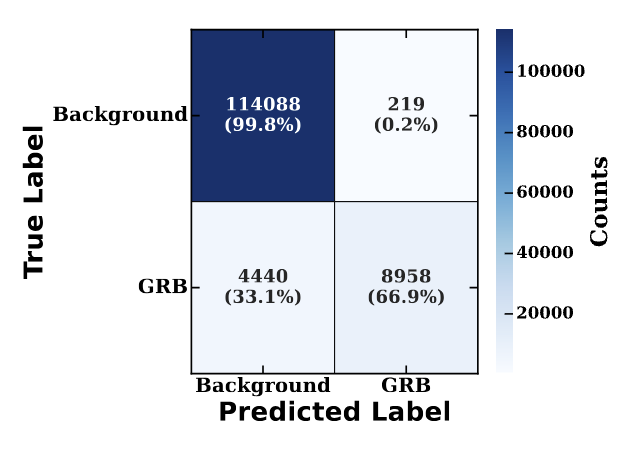 True Label
Background
GRB
114088
(99.8%)
219
(0.2%)
4440
(33.1%)
8958
(66.9%)
Background
GRB
Predicted Label
100000
80000
60000
40000
20000
Counts